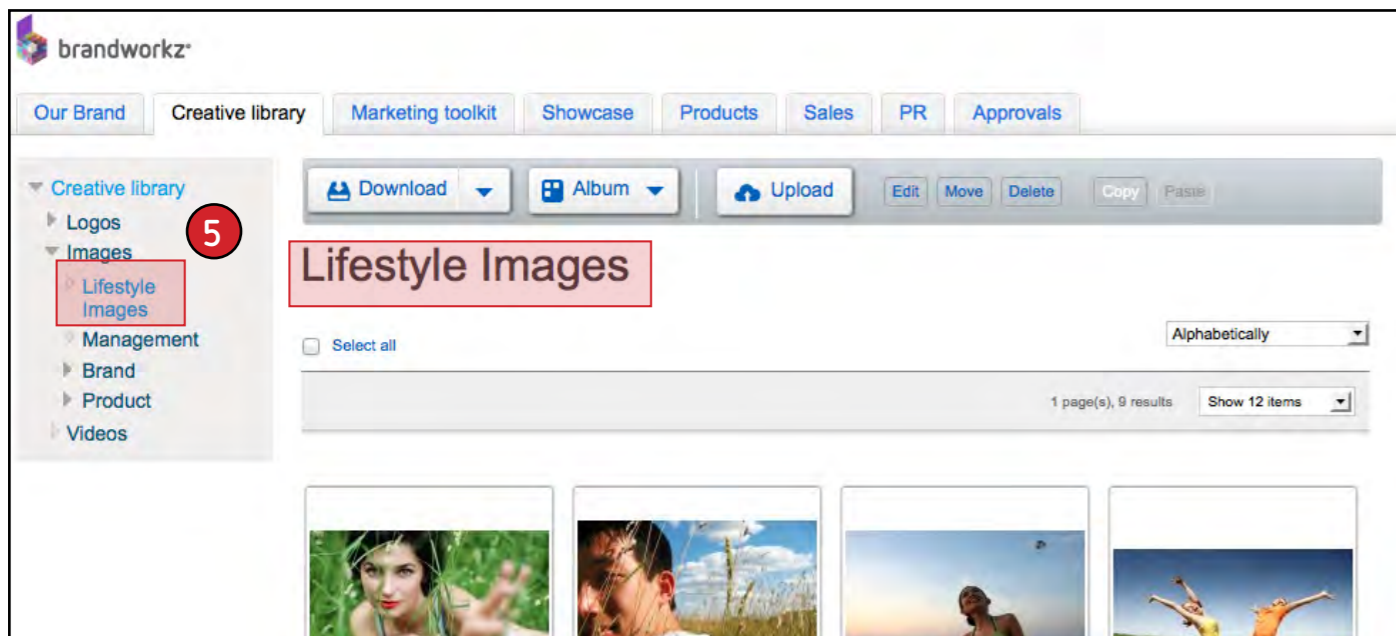 brandworkz®
Our Brand Creative library Marketing toolkit Showcase Products Sales PR Approvals
Creative library
Logos
5
Images
Lifestyle
Images
Management
Brand
Product
Videos
Download Album Upload Edit Move Delete Copy Paste
Lifestyle Images
Select all
Alphabetically
1 page(s), 9 results Show 12 items